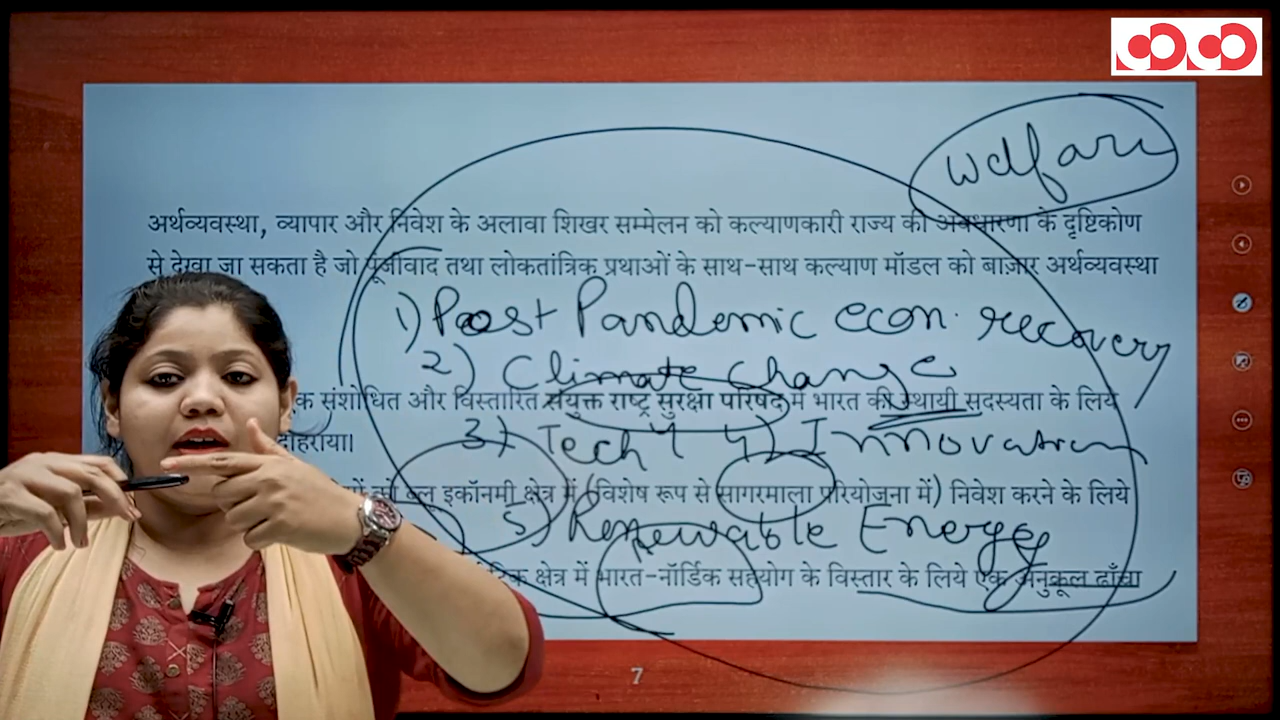 welfare
अर्थव्यवस्था, व्यापार और निवेश के अलावा शिखर सम्मेलन को कल्याणकारी राज्य की अवधारणा के दृष्टिकोण
से देखा जा सकता है जो पूंजीवाद तथा लोकतांत्रिक प्रथाओं के साथ-साथ कल्याण मॉडल को बाज़ार अर्थव्यवस्था
1) Post Pandemic econ. recovery
2) Climate Change
क संशोधित और विस्तारित संयुक्त राष्ट्र सुरक्षा परिषद में भारत की स्थायी सदस्यता के लिये
3) Tech 4) Innovation
दोहराया।
ब्लू इकॉनमी क्षेत्र में (विशेष रूप से सागरमाला परियोजना में) निवेश करने के लिये
5) Renewable Energy
क्षेत्र में भारत-नॉर्डिक सहयोग के विस्तार के लिये एक अनुकूल ढाँचा
7